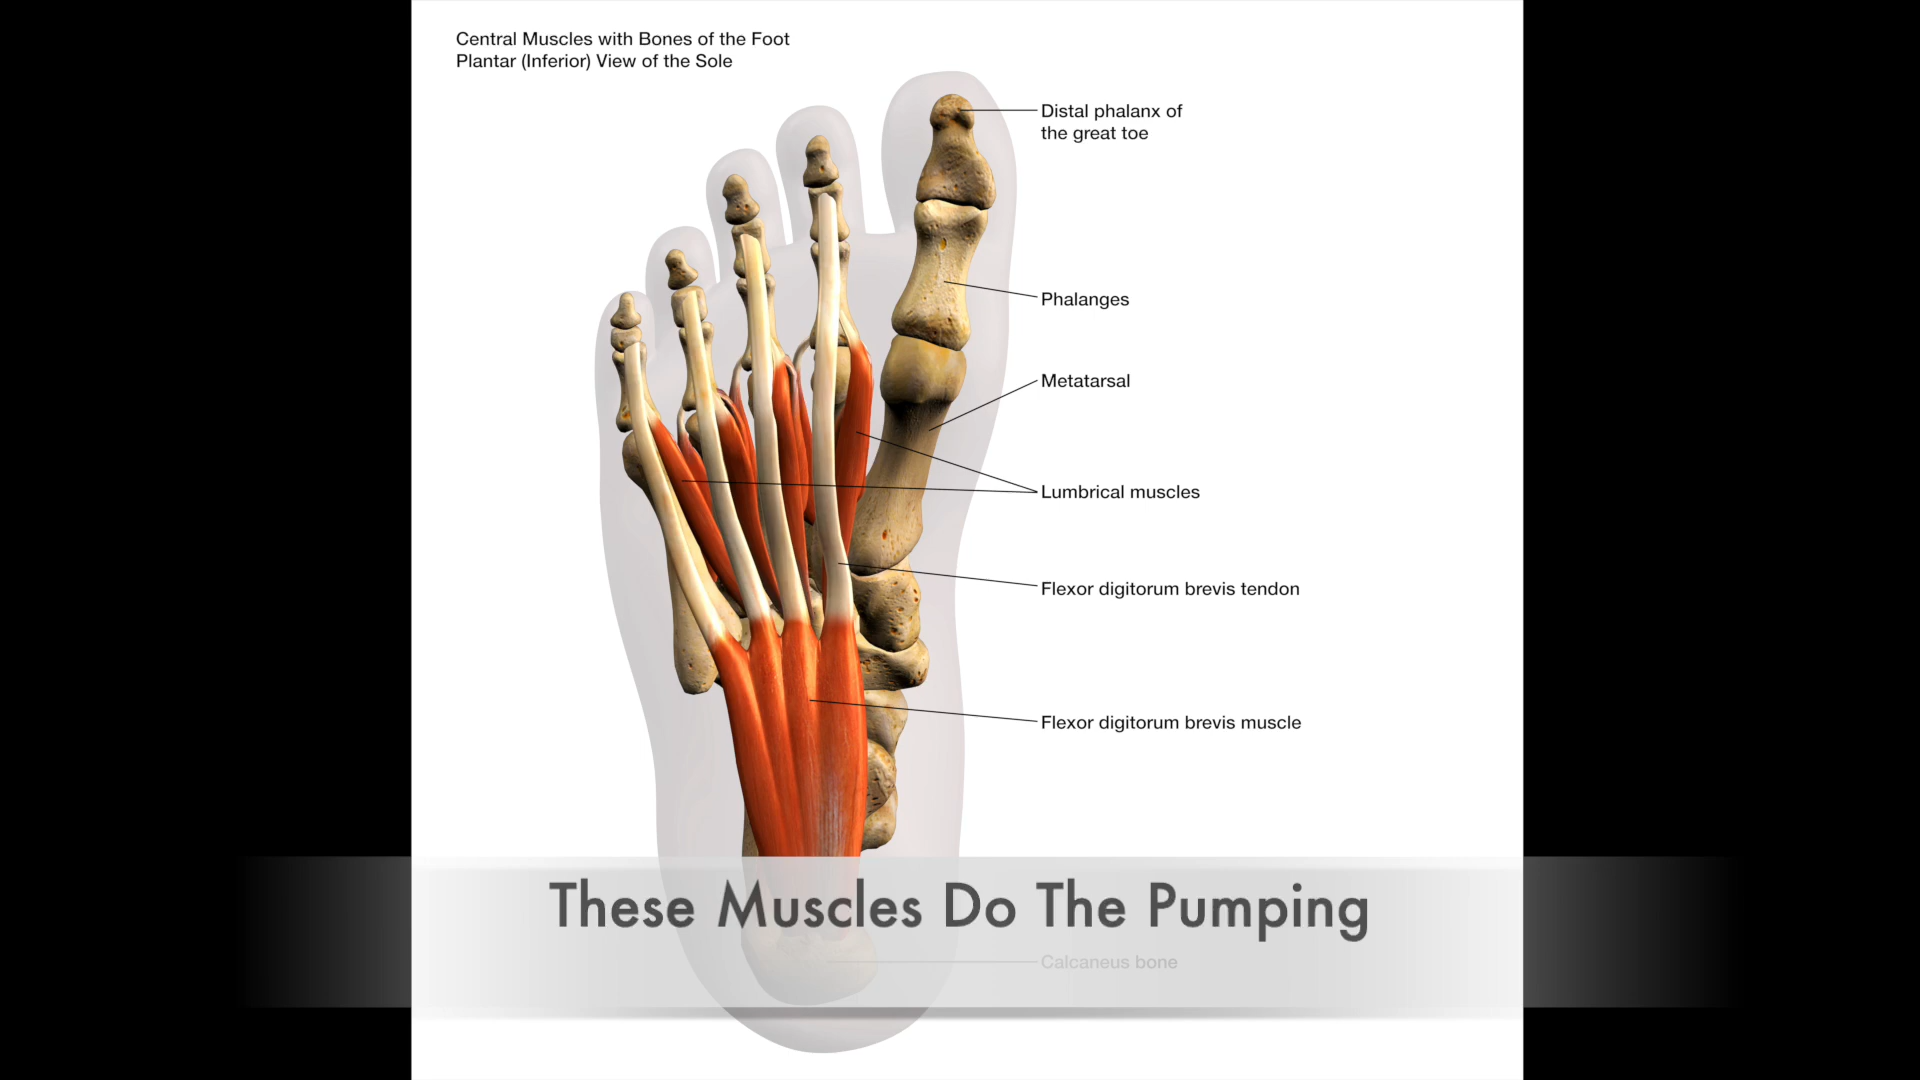 Central Muscles with Bones of the Foot
Plantar (Inferior) View of the Sole
Distal phalanx of
the great toe
Phalanges
Metatarsal
Lumbrical muscles
Flexor digitorum brevis tendon
Flexor digitorum brevis muscle
These Muscles Do The Pumping
Calcaneus bone